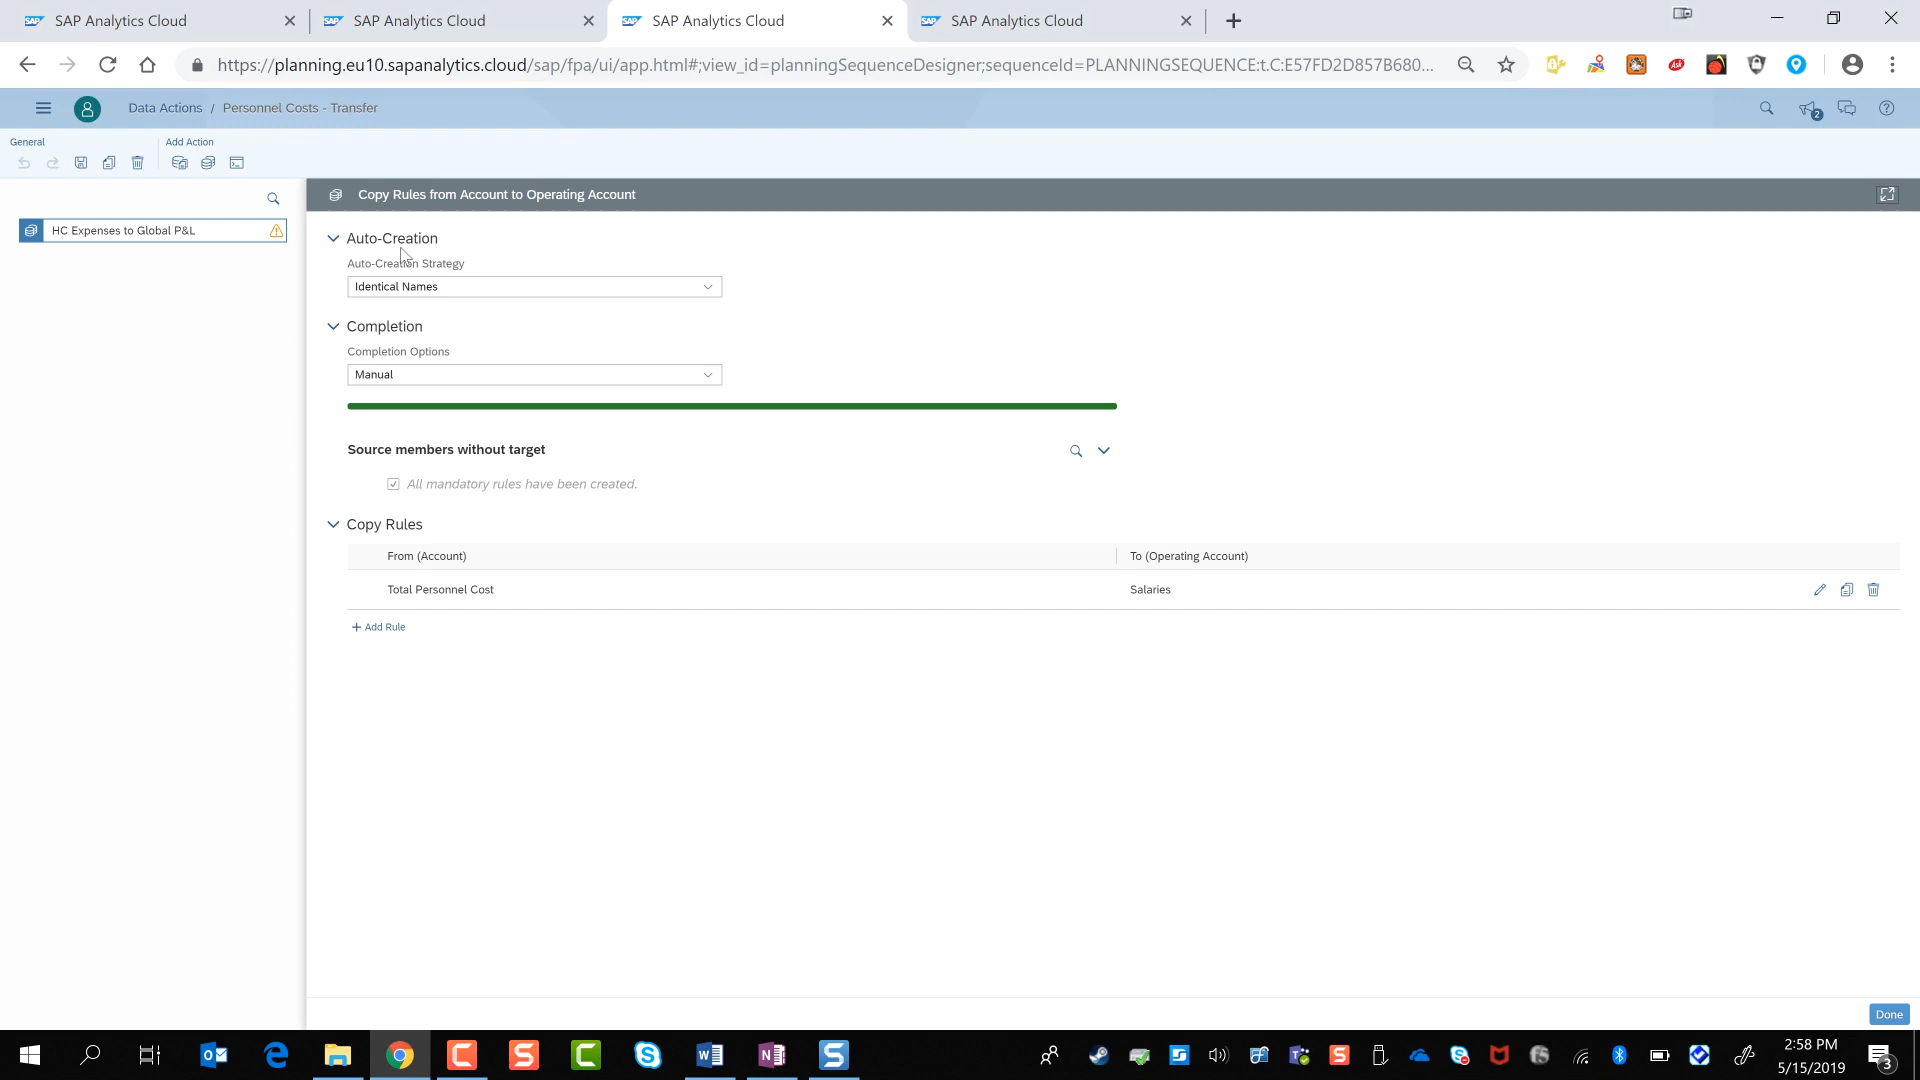 SAP Analytics Cloud
SAP Analytics Cloud
SAP Analytics Cloud
SAP Analytics Cloud
https://planning.eu10.sapanalytics.cloud/sap/fpa/ui/app.html#;view_id=planningSequenceDesigner;sequenceId=PLANNINGSEQUENCE:t.C:E57FD2D857B680...
Data Actions / Personnel Costs - Transfer
2
General
Add Action
Copy Rules from Account to Operating Account
HC Expenses to Global P&L
Auto-Creation
Auto-Creation Strategy
Identical Names
Completion
Completion Options
Manual
Source members without target
All mandatory rules have been created.
Copy Rules
From (Account) To (Operating Account)
Total Personnel Cost Salaries
+ Add Rule
Done
2:58 PM
5/15/2019
3